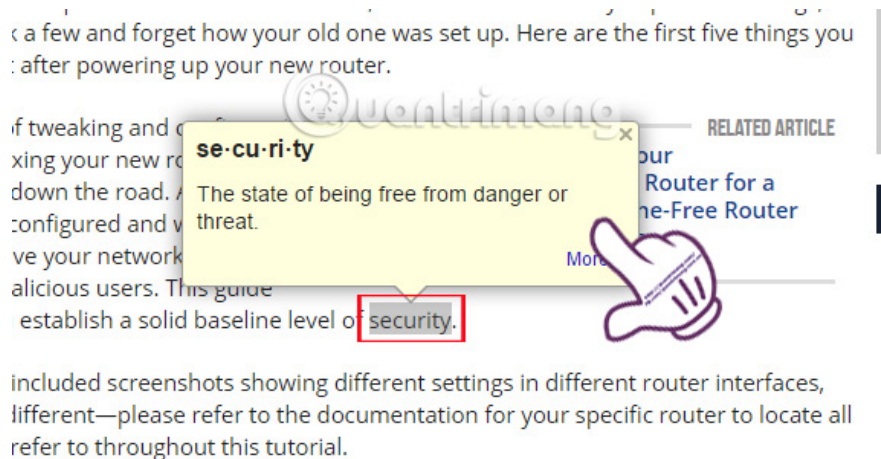 a few and forget how your old one was set up. Here are the first five things you
after powering up your new router.
Quantrimang
of tweaking and
xing your new
down the road.
configured and
ve your network
alicious users. This guide
establish a solid baseline level of security.
se·cu·ri·ty
The state of being free from danger or
threat.
More
RELATED ARTICLE
our
Router for a
ne-Free Router
included screenshots showing different settings in different router interfaces,
different—please refer to the documentation for your specific router to locate all
refer to throughout this tutorial.